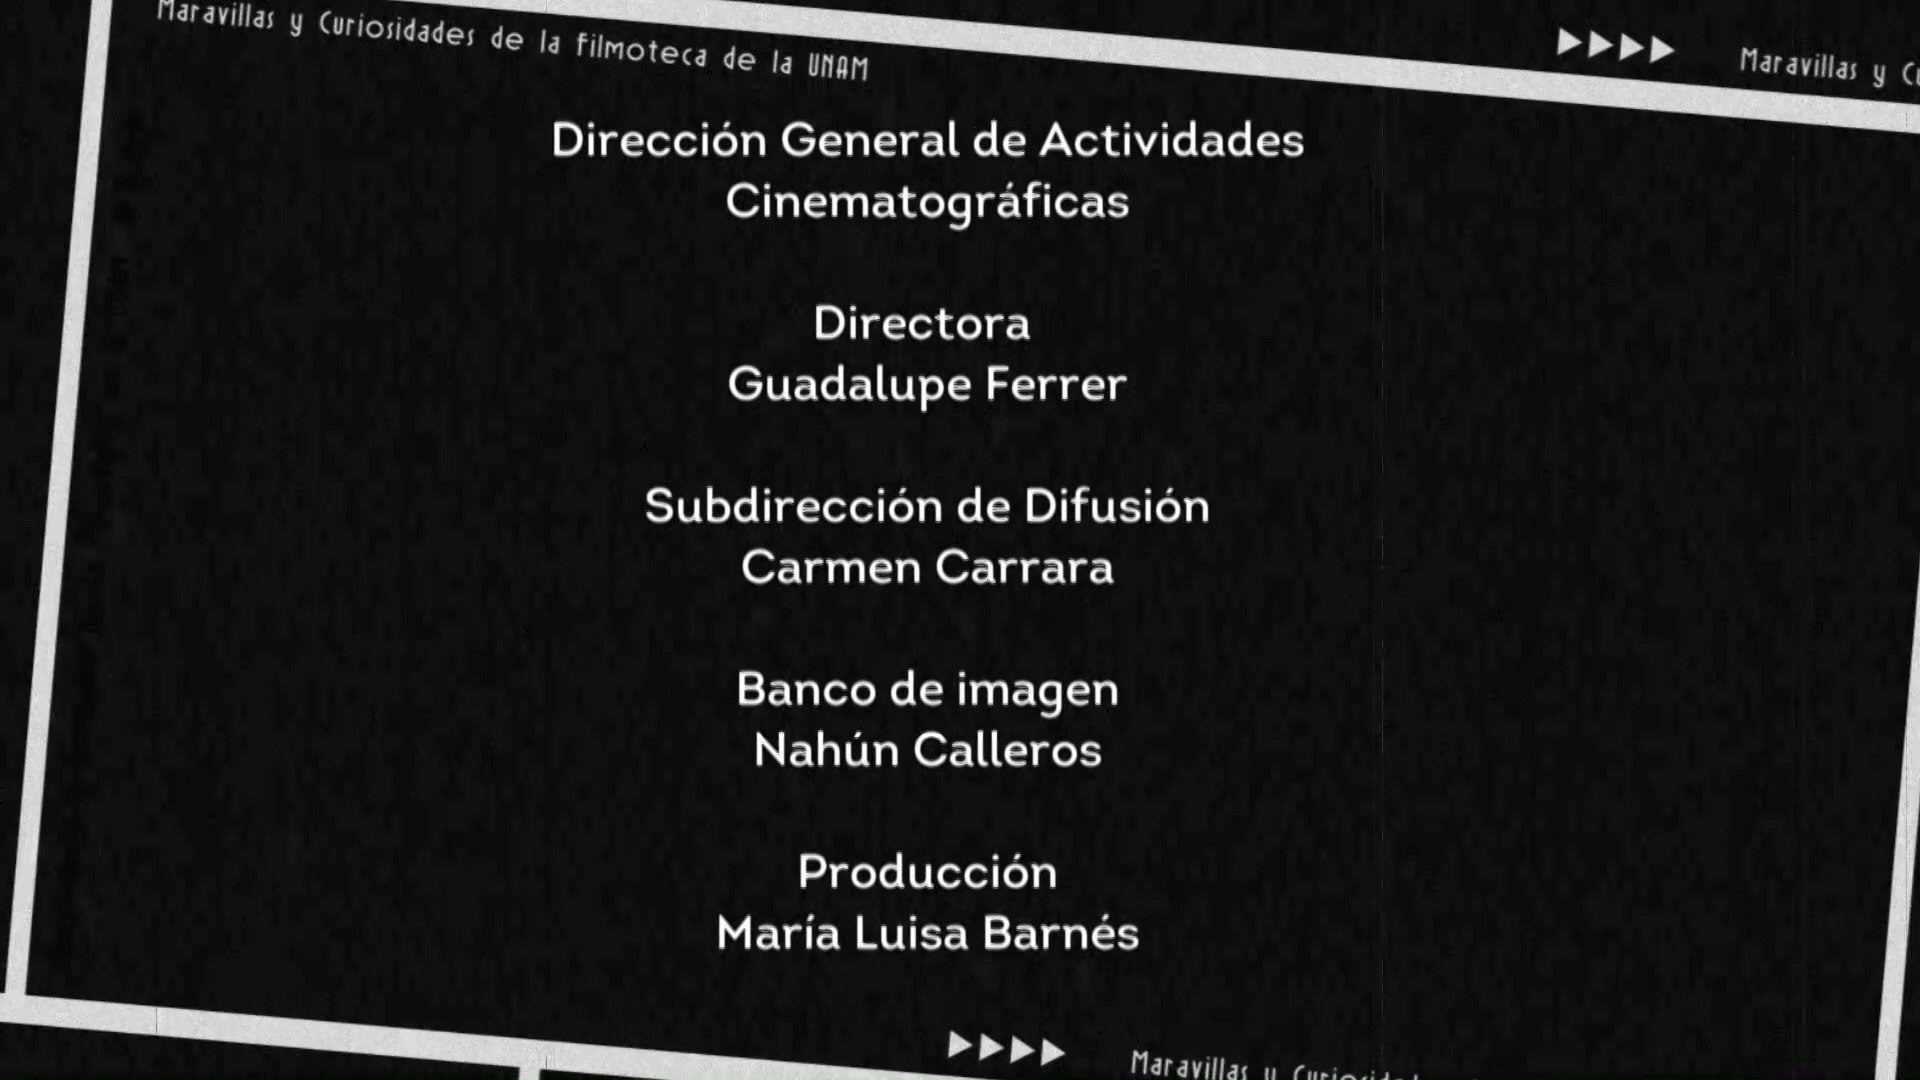 Maravillas y Curiosidades de la filmoteca de la UNAM
Maravillas y
Dirección General de Actividades
Cinematográficas
Directora
Guadalupe Ferrer
Subdirección de Difusión
Carmen Carrara
Banco de imagen
Nahún Calleros
Producción
María Luisa Barnés
Maravillas y